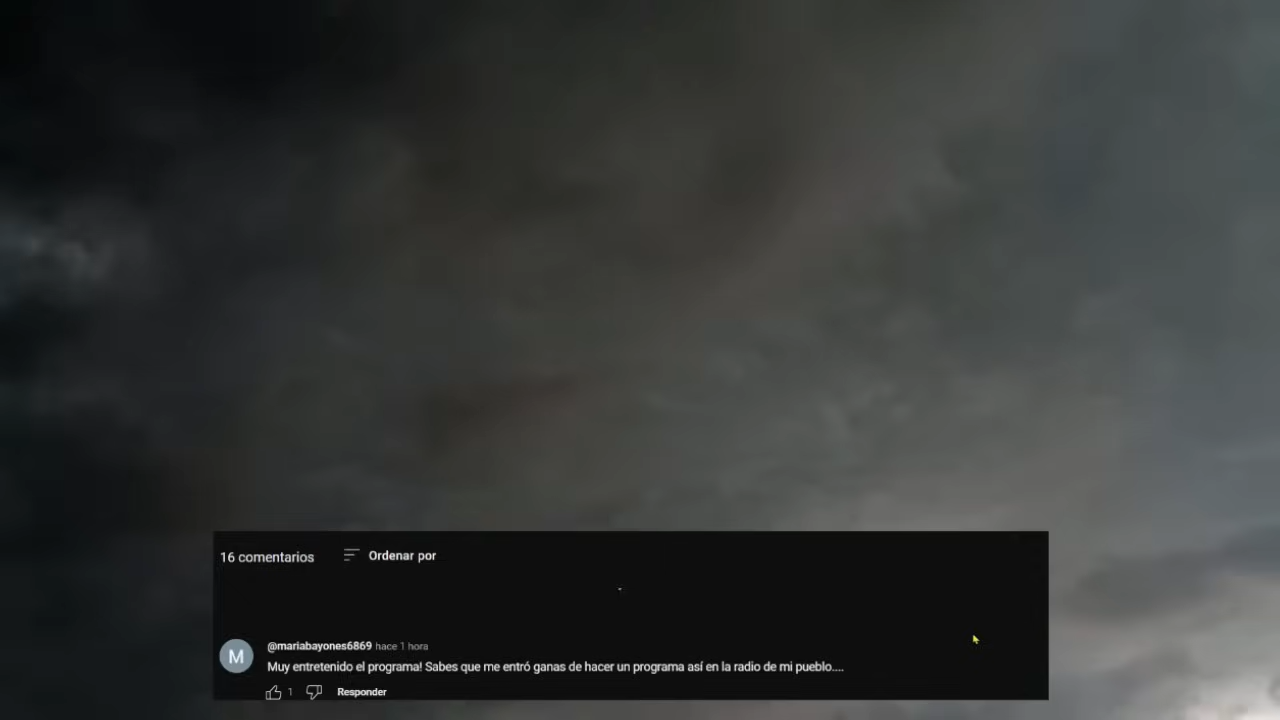 16 comentarios
Ordenar por
@mariabayones6869 hace 1 hora
Muy entretenido el programa! Sabes que me entró ganas de hacer un programa así en la radio de mi pueblo....
1
Responder
M